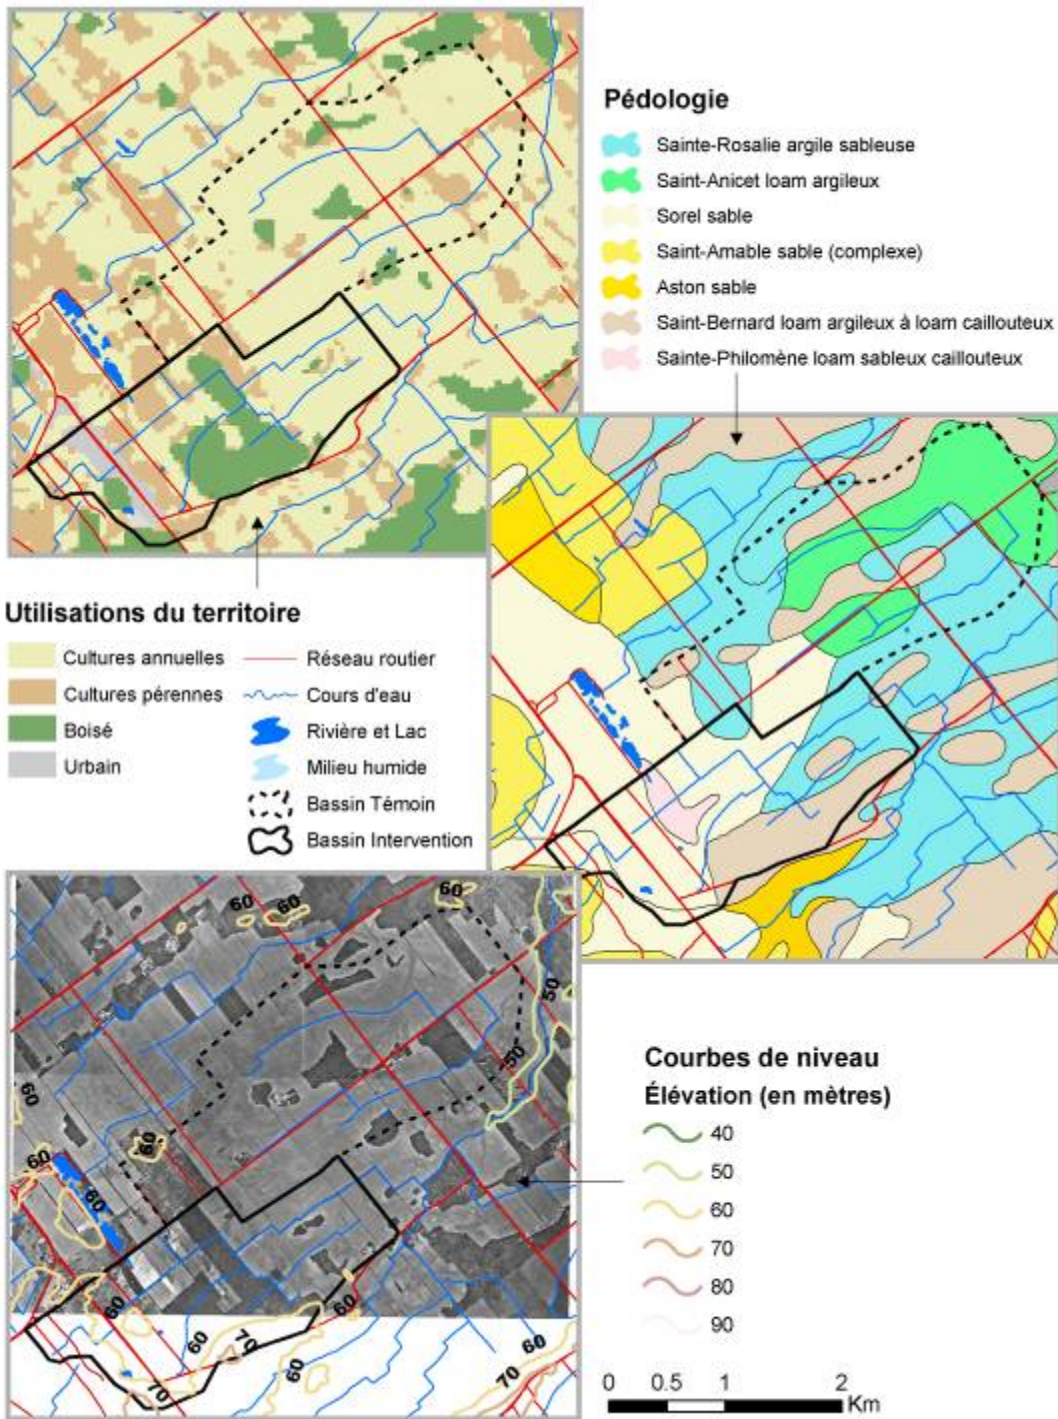 Pédologie
Sainte-Rosalie argile sableuse
Saint-Anicet loam argileux
Sorel sable
Saint-Amable sable (complexe)
Aston sable
Saint-Bernard loam argileux à loam caillouteux
Sainte-Philomène loam sableux caillouteux
Utilisations du territoire
Cultures annuelles
Cultures pérennes
Boisé
Urbain
Réseau routier
Cours d'eau
Rivière et Lac
Milieu humide
Bassin Témoin
Bassin Intervention
60
60
60
50
50
60
60
60
60
60
60
60
70
60
70
60
70
Courbes de niveau
Élévation (en mètres)
40
50
60
70
80
90
0 0.5 1 2
Km